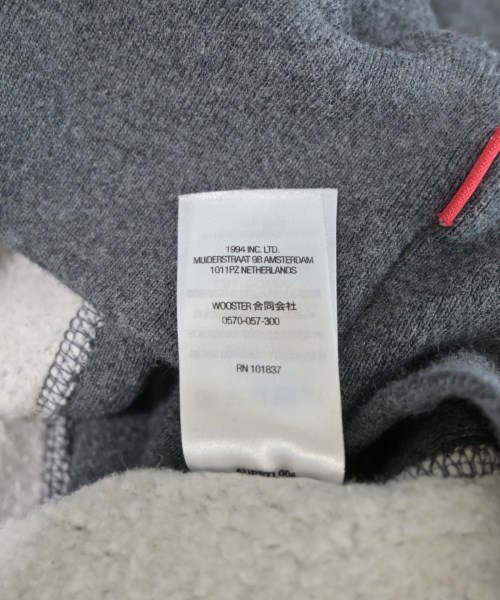 1994 INC. LTD.
MUIDERSTRAAT 9B AMSTERDAM
1011PZ NETHERLANDS
WOOSTER 合同会社
0570-057-300
RN 101837